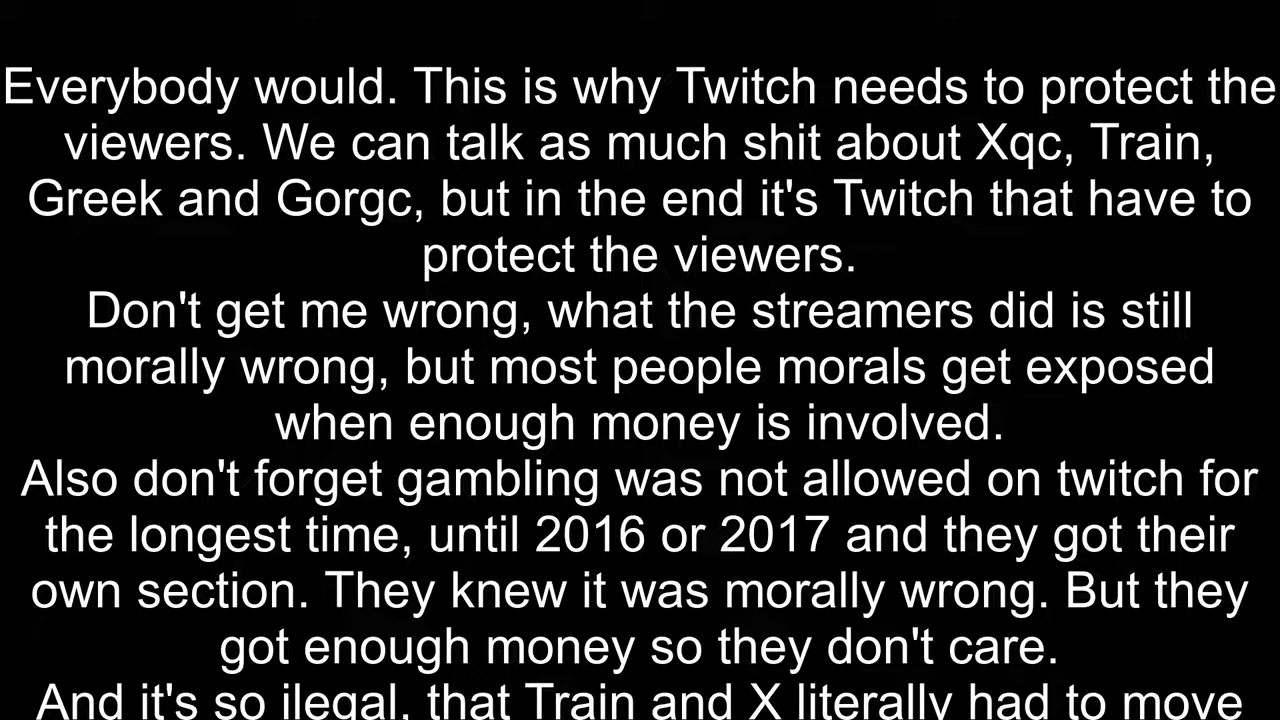 Everybody would. This is why Twitch needs to protect the
viewers. We can talk as much shit about Xqc, Train,
Greek and Gorgc, but in the end it's Twitch that have to
protect the viewers.
Don't get me wrong, what the streamers did is still
morally wrong, but most people morals get exposed
when enough money is involved.
Also don't forget gambling was not allowed on twitch for
the longest time, until 2016 or 2017 and they got their
own section. They knew it was morally wrong. But they
got enough money so they don't care.
And it's so ilegal, that Train and X literally had to move